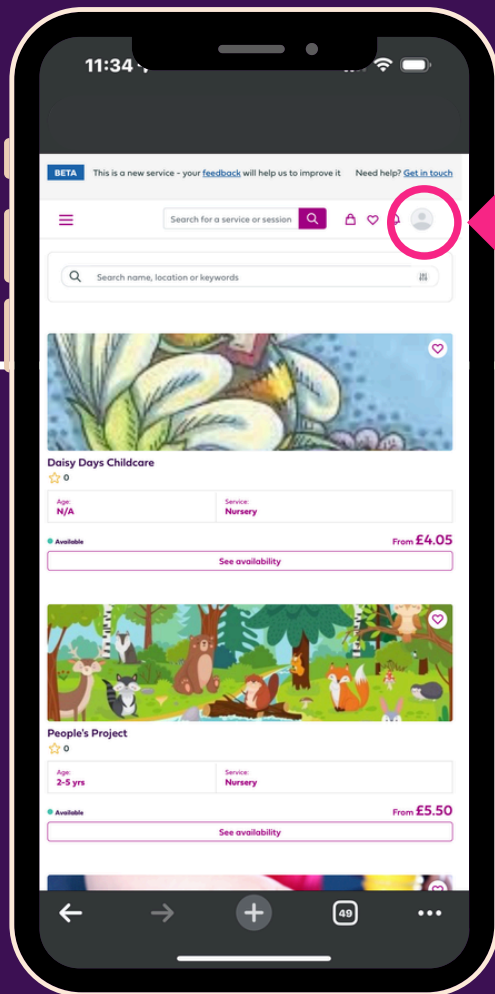 11:34
BETA This is a new service - your feedback will help us to improve it Need help? Get in touch
Search for a service or session
Search name, location or keywords
Daisy Days Childcare
0
Age: Service:
N/A Nursery
Available From £4.05
See availability
People's Project
0
Age: Service:
2-5 yrs Nursery
Available From £5.50
See availability
49